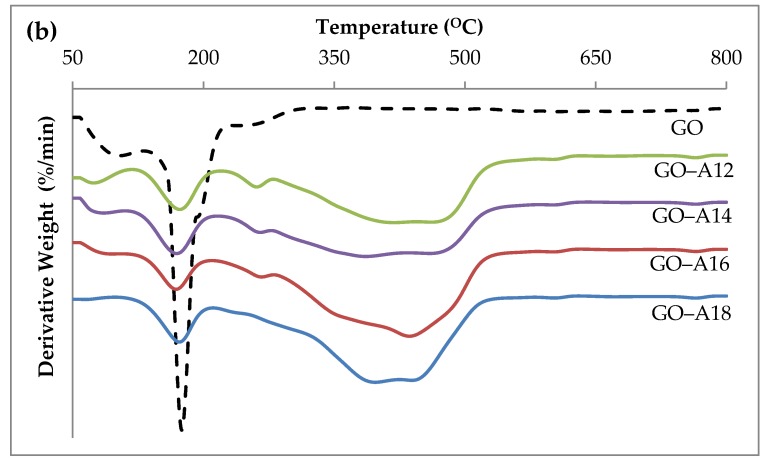 (b)
Temperature (ᴼC)
50 200 350 500 650 800
Derivative Weight (%/min)
GO
GO–A12
GO–A14
GO–A16
GO–A18